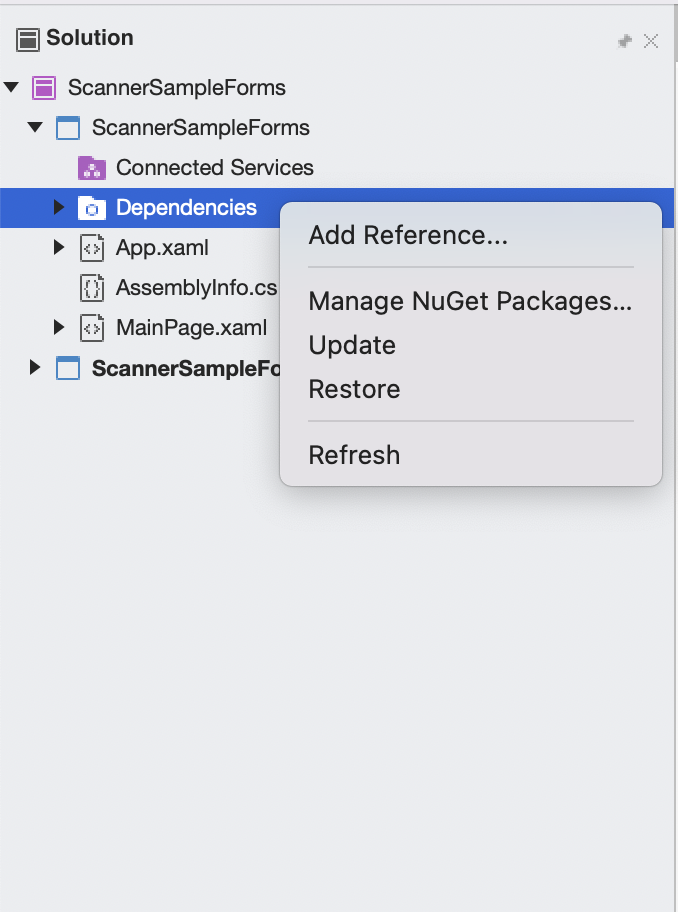 Solution
ScannerSampleForms
ScannerSampleForms
Connected Services
Dependencies
Add Reference...
App.xaml
Manage NuGet Packages...
AssemblyInfo.cs
MainPage.xaml
Update
ScannerSampleFo
Restore
Refresh